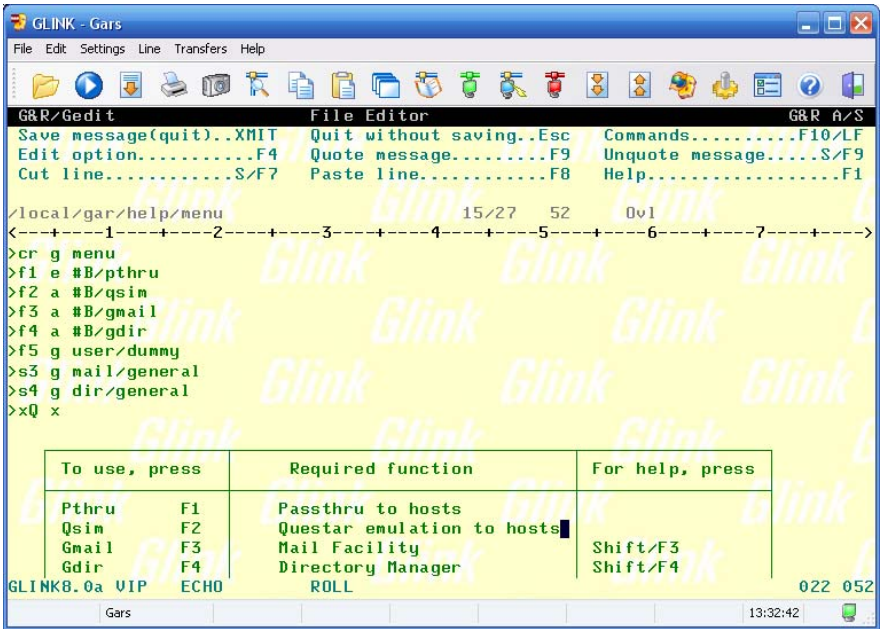 GLINK - Gars
File Edit Settings Line Transfers Help
G&R/Gedit File Editor G&R A/S
Save message(quit)..XMIT Quit without saving..Esc Commands..........F10/LF
Edit option...........F4 Quote message.........F9 Unquote message.....S/F9
Cut line............S/F7 Paste line............F8 Help.................F1
/local/gar/help/menu 15/27 52 Ovl
<---+----1----+----2----+----3----+----4----+----5----+----6----+----7----+---->
>cr g menu
>f1 e #B/pthru
>f2 a #B/qsim
>f3 a #B/gmail
>f4 a #B/gdir
>f5 g user/dummy
>s3 g mail/general
>s4 g dir/general
>xQ x
To use, press Required function For help, press
Pthru F1 Passthru to hosts
Qsim F2 Questar emulation to hosts
Gmail F3 Mail Facility Shift/F3
Gdir F4 Directory Manager Shift/F4
GLINK8.0a VIP ECHO ROLL 022 052
Gars 13:32:42